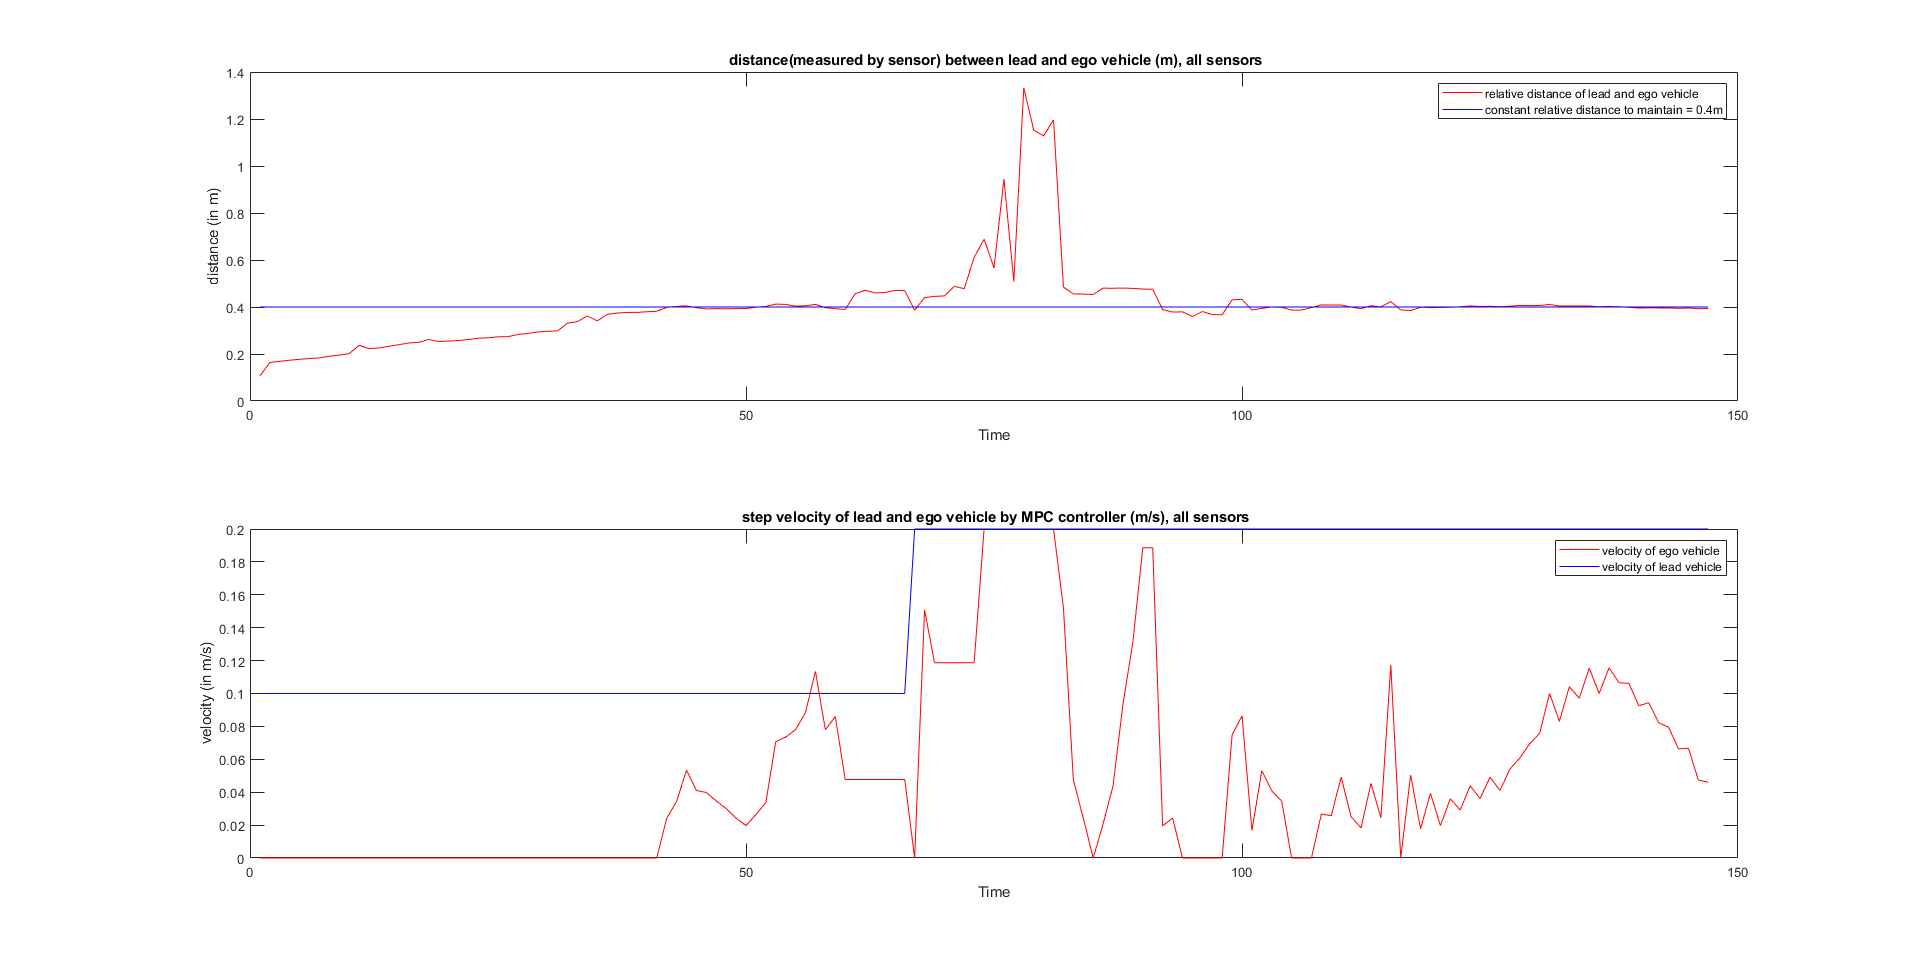 distance(measured by sensor) between lead and ego vehicle (m), all sensors
1.4
1.2
1
0.8
0.6
0.4
0.2
0
distance (in m)
relative distance of lead and ego vehicle
constant relative distance to maintain = 0.4m
0 50 100 150
Time
step velocity of lead and ego vehicle by MPC controller (m/s), all sensors
0.2
0.18
0.16
0.14
0.12
0.1
0.08
0.06
0.04
0.02
0
velocity (in m/s)
velocity of ego vehicle
velocity of lead vehicle
0 50 100 150
Time